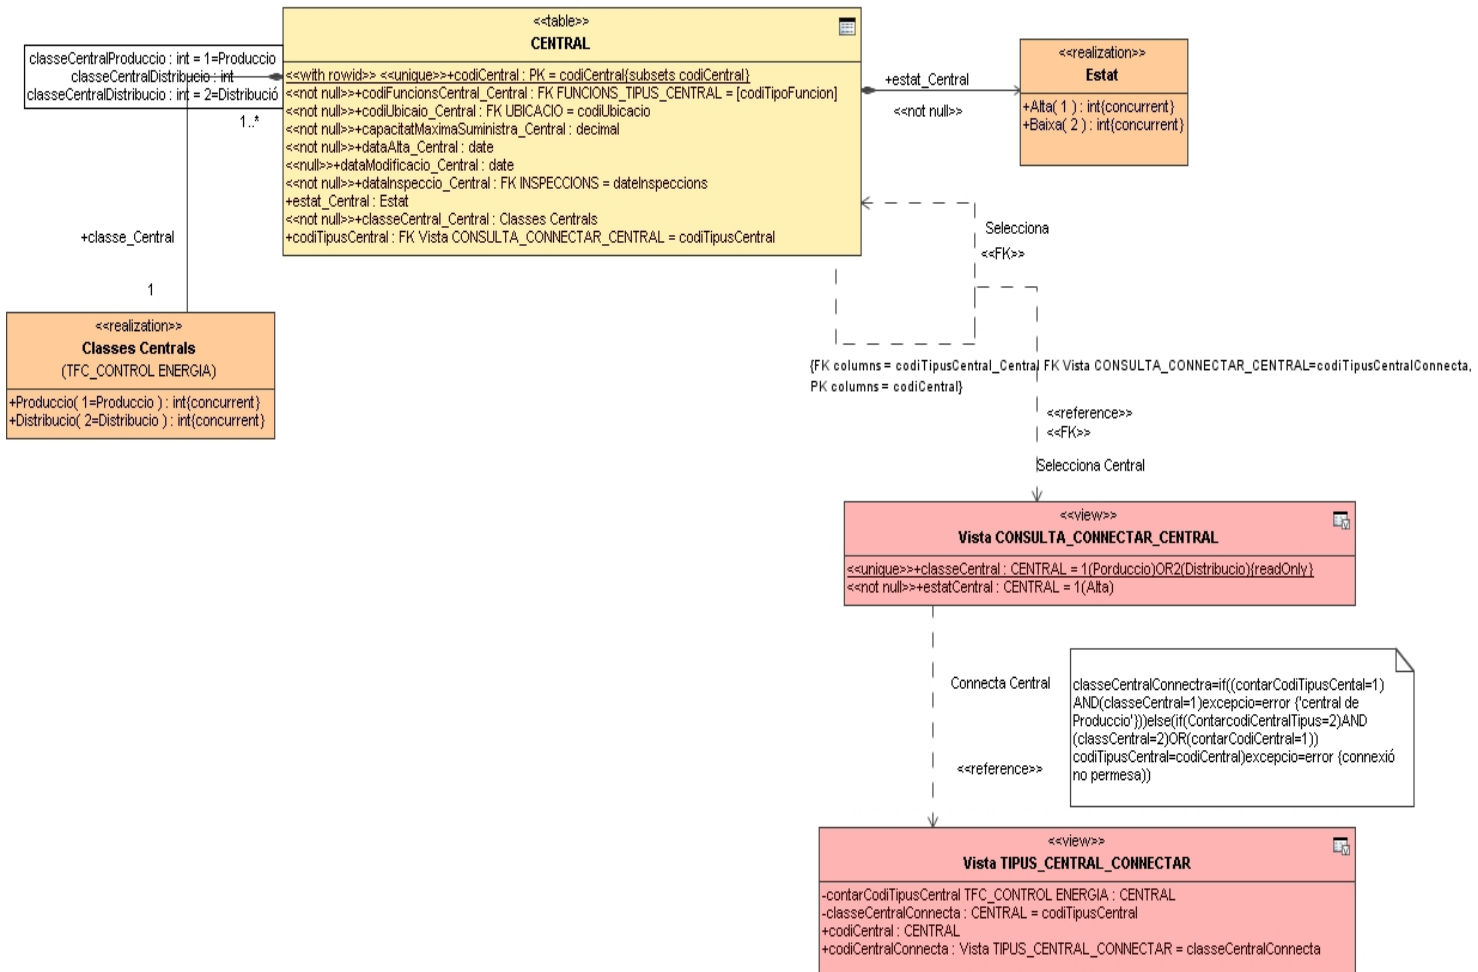 <<table>>
CENTRAL
<<with rowid>> <<unique>>+codiCentral : PK = codiCentral{subsets codiCentral}
<<not null>>+codiFuncionsCentral_Central : FK FUNCIONS_TIPUS_CENTRAL = [codiTipoFuncion]
<<not null>>+codiUbicaio_Central : FK UBICACIO = codiUbicacio
<<not null>>+capacitatMaximaSuministra_Central : decimal
<<not null>>+dataAlta_Central : date
<<null>>+dataModificacio_Central : date
<<not null>>+dataInspeccio_Central : FK INSPECCIONS = dateInspeccions
+estat_Central : Estat
<<not null>>+classeCentral_Central : Classes Centrals
+codiTipusCentral : FK Vista CONSULTA_CONNECTAR_CENTRAL = codiTipusCentral
classeCentralProduccio : int = 1=Produccio
classeCentralDistribucio : int
classeCentralDistribucio : int = 2=Distribució
1..*
+classe_Central
1
<<realization>>
Classes Centrals
(TFC_CONTROL ENERGIA)
+Produccio( 1=Produccio ) : int{concurrent}
+Distribucio( 2=Distribucio ) : int{concurrent}
+estat_Central
<<not null>>
<<realization>>
Estat
+Alta( 1 ) : int{concurrent}
+Baixa( 2 ) : int{concurrent}
Selecciona
<<FK>>
{FK columns = codiTipusCentral_Central FK Vista CONSULTA_CONNECTAR_CENTRAL=codiTipusCentralConnecta,
PK columns = codiCentral}
<<reference>>
<<FK>>
Selecciona Central
<<view>>
Vista CONSULTA_CONNECTAR_CENTRAL
<<unique>>+classeCentral : CENTRAL = 1(Porduccio)OR2(Distribucio){readOnly}
<<not null>>+estatCentral : CENTRAL = 1(Alta)
Connecta Central
<<reference>>
classeCentralConnectra=if((contarCodiTipusCental=1)
AND(classeCentral=1)excepcio=error {'central de
Produccio'}))else(if(ContarcodiCentralTipus=2)AND
(classCentral=2)OR(contarCodiCentral=1))
codiTipusCentral=codiCentral)excepcio=error {connexió
no permesa))
<<view>>
Vista TIPUS_CENTRAL_CONNECTAR
-contarCodiTipusCentral TFC_CONTROL ENERGIA : CENTRAL
-classeCentralConnecta : CENTRAL = codiTipusCentral
+codiCentral : CENTRAL
+codiCentralConnecta : Vista TIPUS_CENTRAL_CONNECTAR = classeCentralConnecta